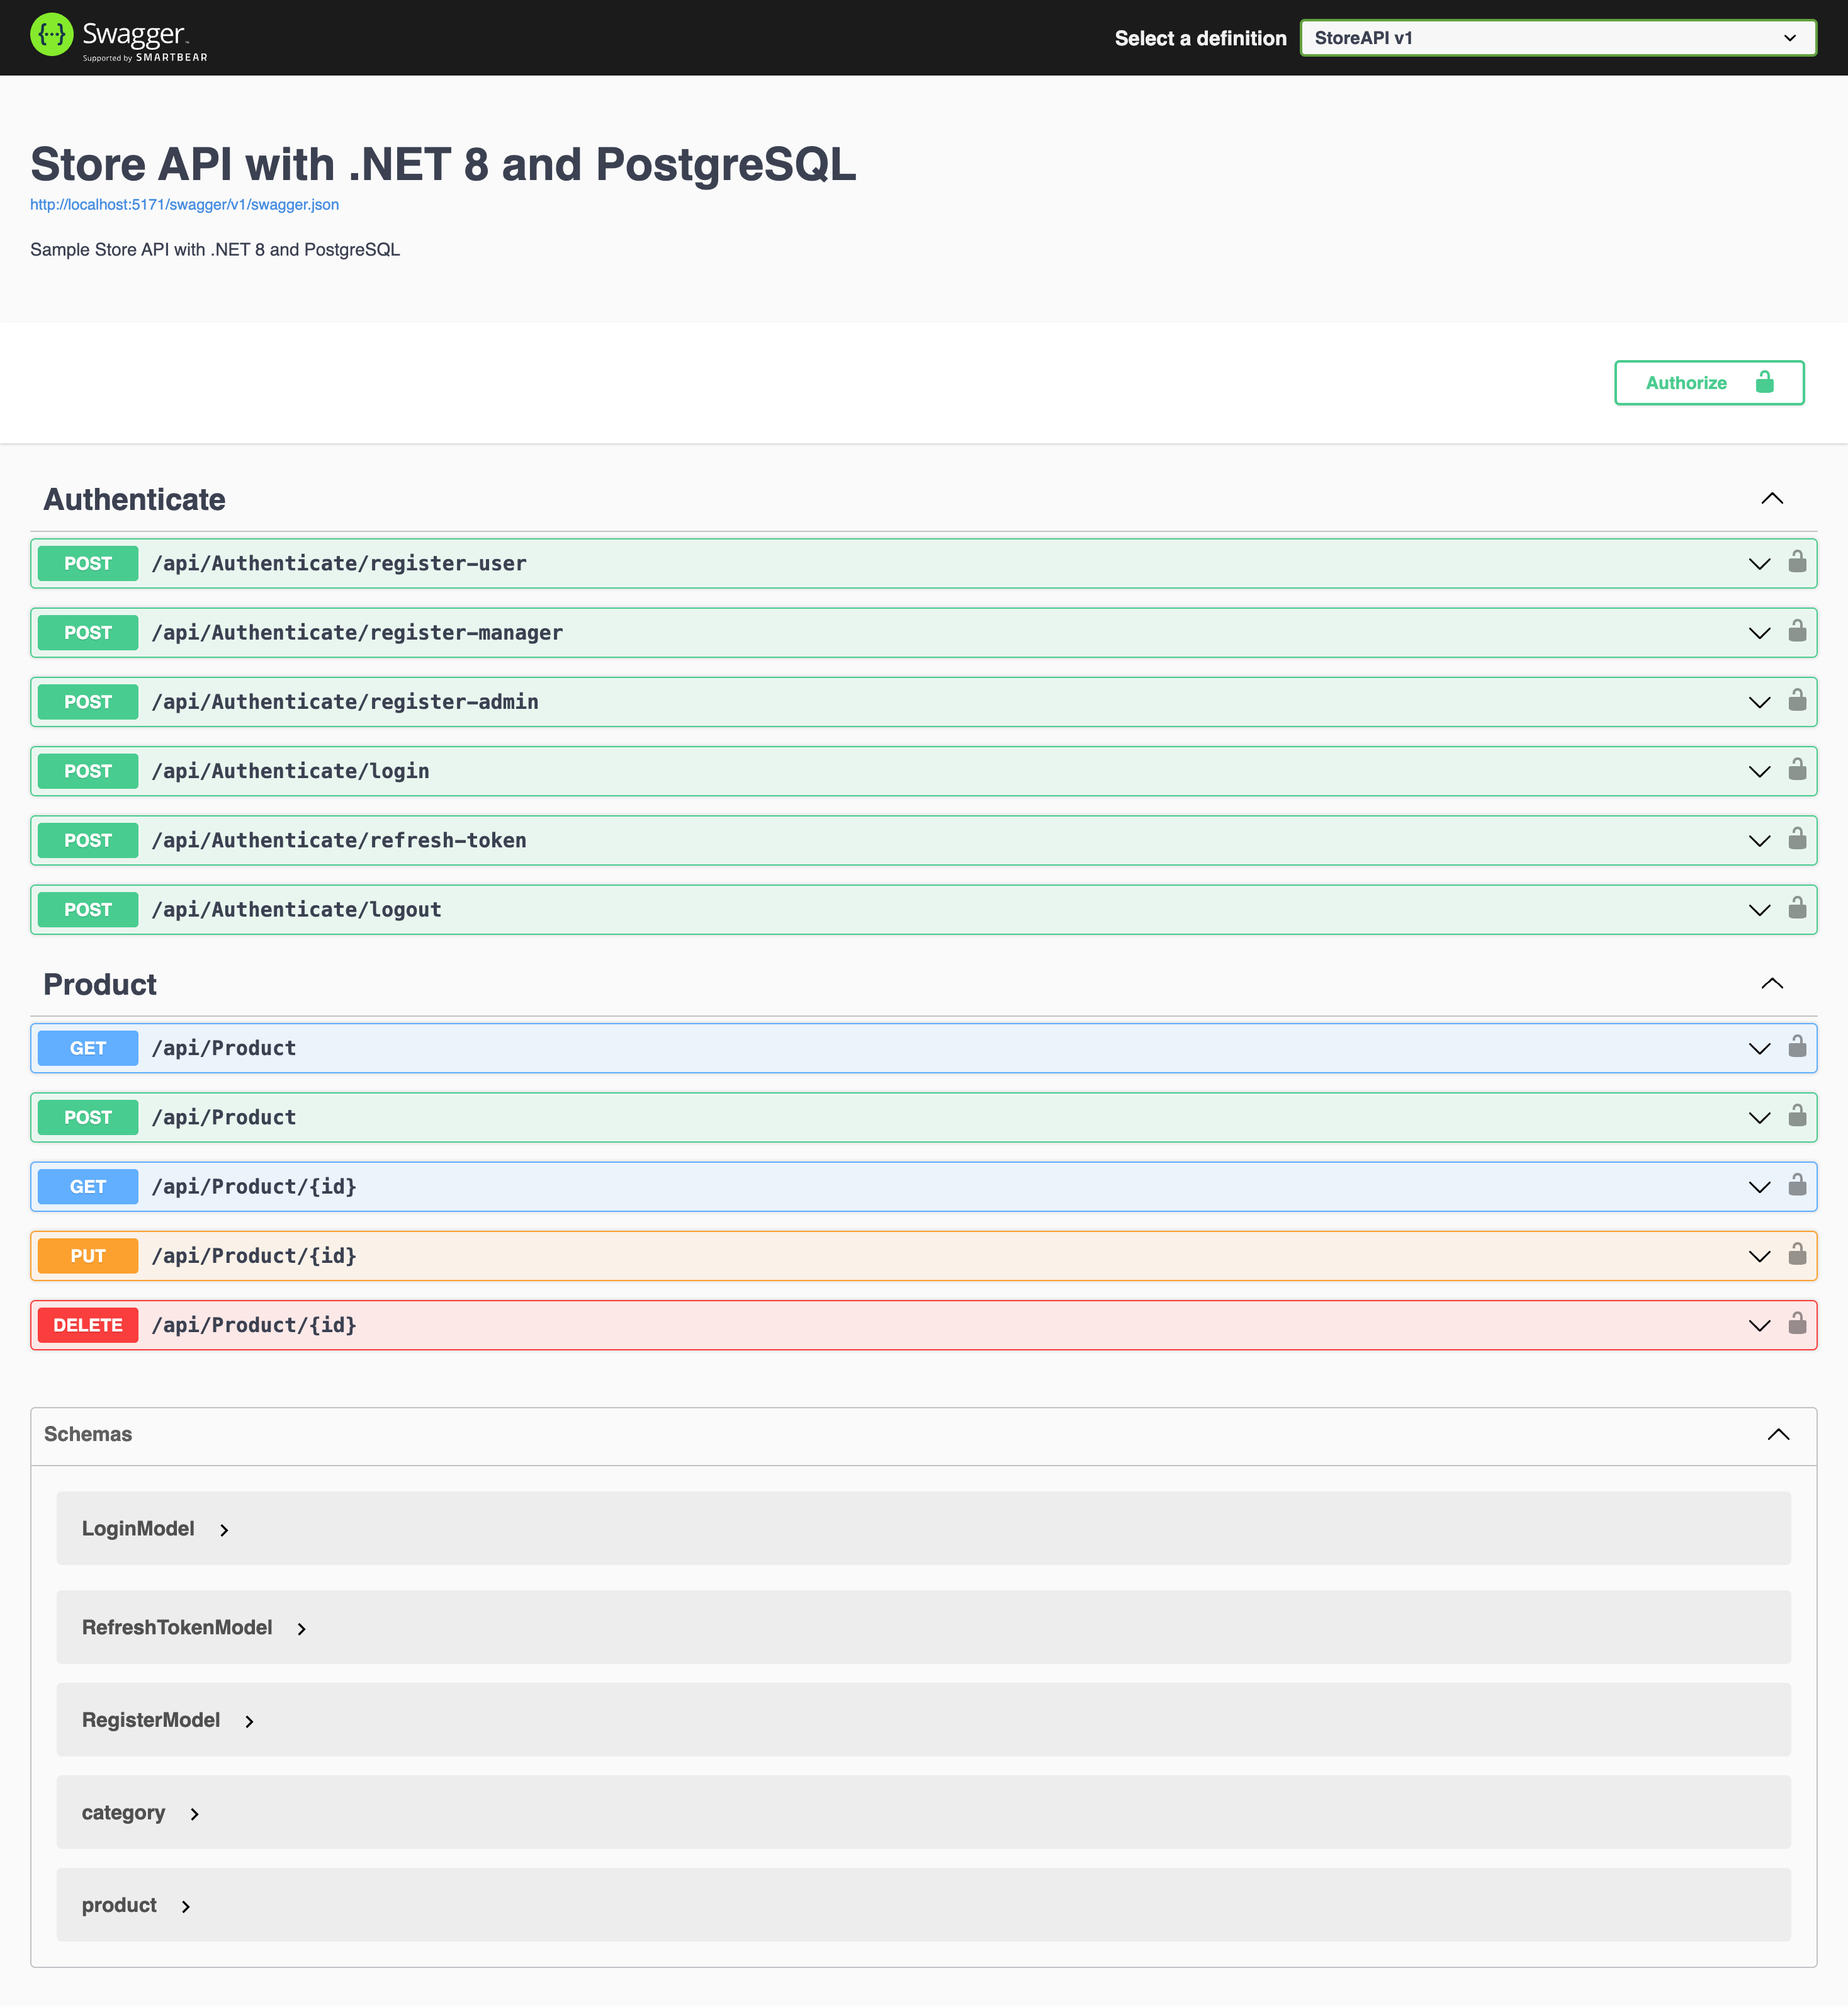 Swagger™
Supported by SMARTBEAR
Select a definition
StoreAPI v1
Store API with .NET 8 and PostgreSQL
http://localhost:5171/swagger/v1/swagger.json
Sample Store API with .NET 8 and PostgreSQL
Authorize
Authenticate
POST /api/Authenticate/register-user
POST /api/Authenticate/register-manager
POST /api/Authenticate/register-admin
POST /api/Authenticate/login
POST /api/Authenticate/refresh-token
POST /api/Authenticate/logout
Product
GET /api/Product
POST /api/Product
GET /api/Product/{id}
PUT /api/Product/{id}
DELETE /api/Product/{id}
Schemas
LoginModel
RefreshTokenModel
RegisterModel
category
product